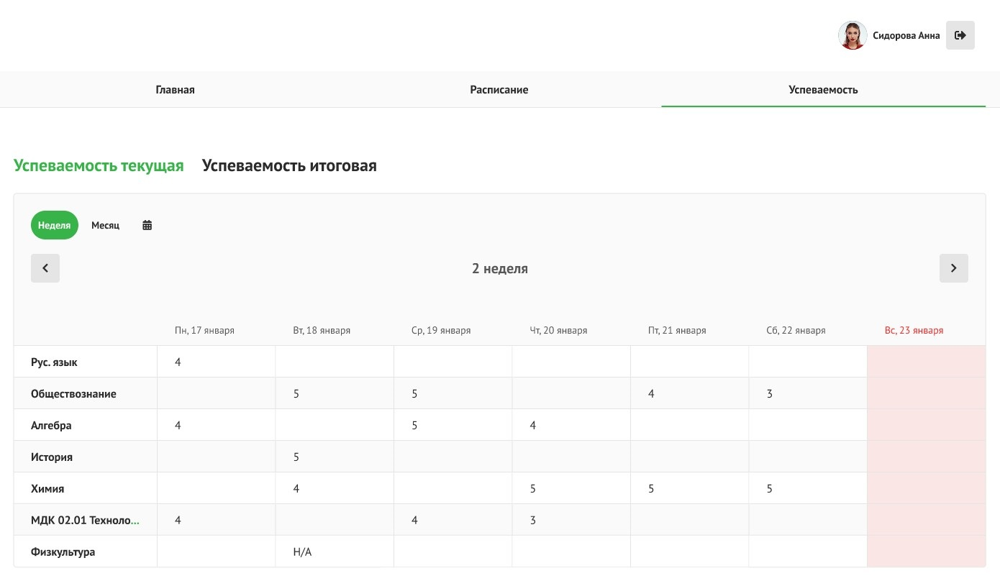 Сидорова Анна
Главная Расписание Успеваемость
Успеваемость текущая Успеваемость итоговая
Неделя Месяц
2 неделя
Пн, 17 января Вт, 18 января Ср, 19 января Чт, 20 января Пт, 21 января Сб, 22 января Вс, 23 января
Рус. язык 4
Обществознание 5 5 4 3
Алгебра 4 5 4
История 5
Химия 4 5 5 5
МДК 02.01 Техноло... 4 4 3
Физкультура Н/А